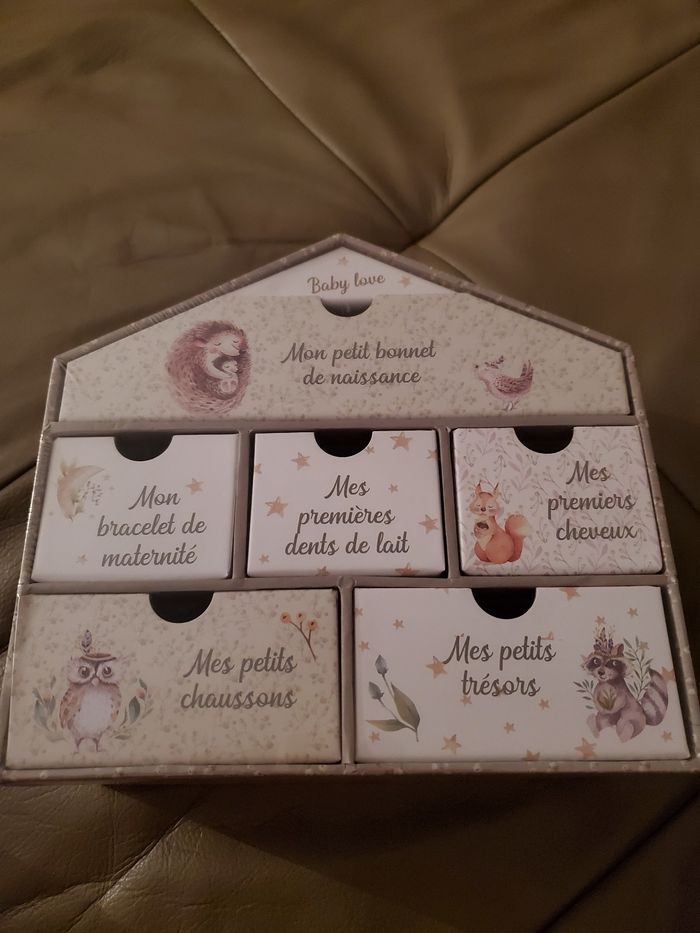 Baby love
Mon petit bonnet
de naissance
Mon
bracelet de
maternité
Mes
premières
dents de lait
Mes
premiers
cheveux
Mes petits
chaussons
Mes petits
trésors